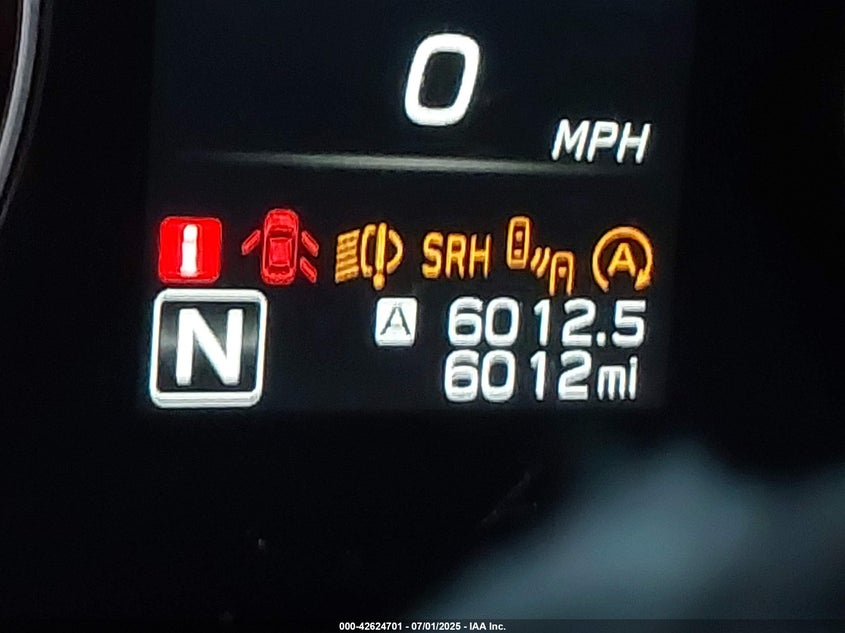 0
MPH
i SRH A
N A 6012.5
6012mi
000-42624701 - 07/01/2025 - IAA Inc.